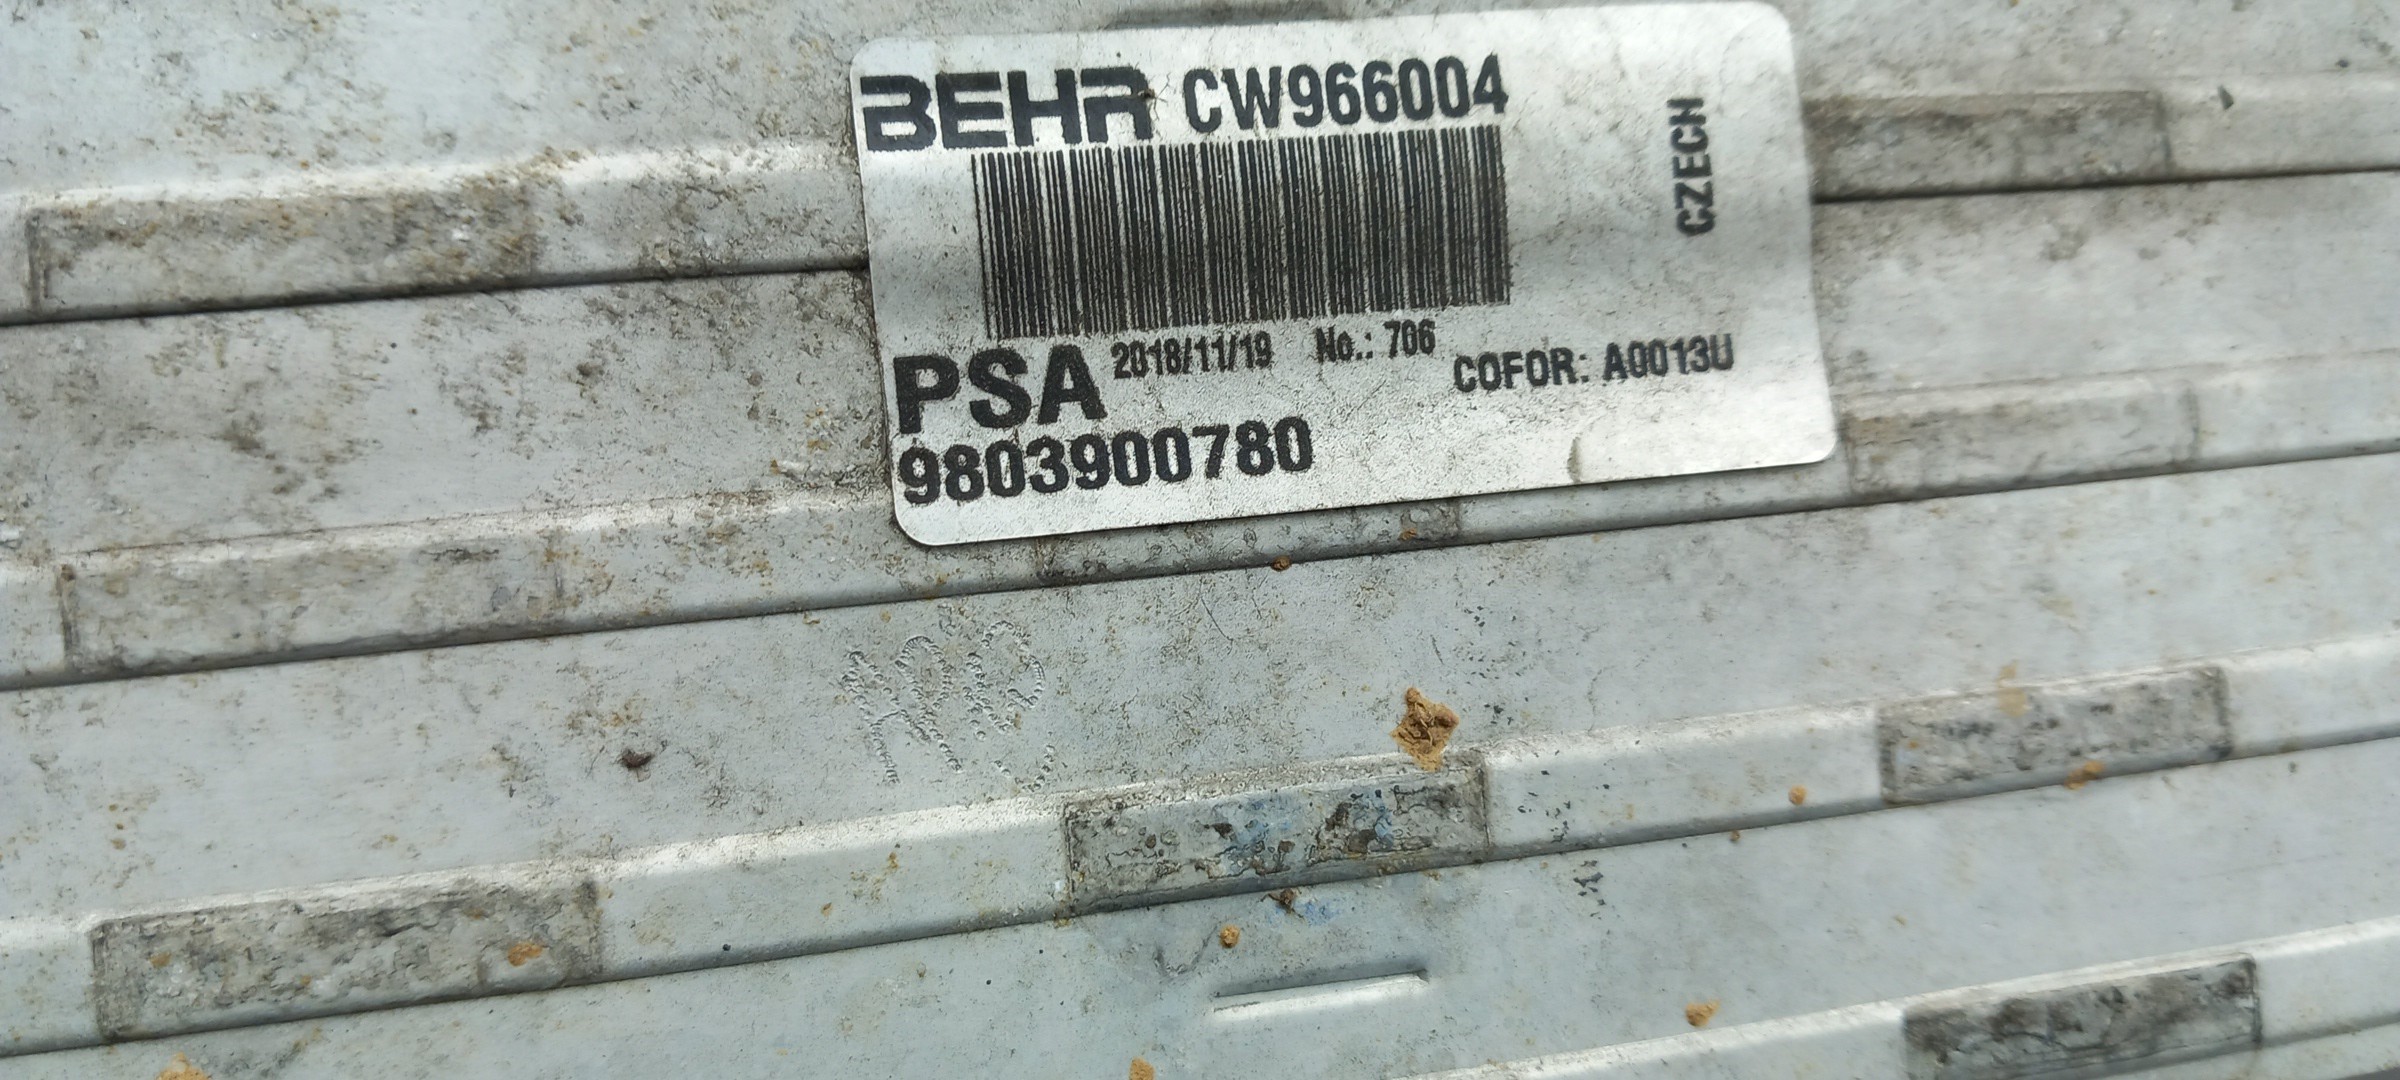 BEHR CW966004
CZECH
PSA 2018/11/19 No.: 706 COFOR: A0013U
9803900780